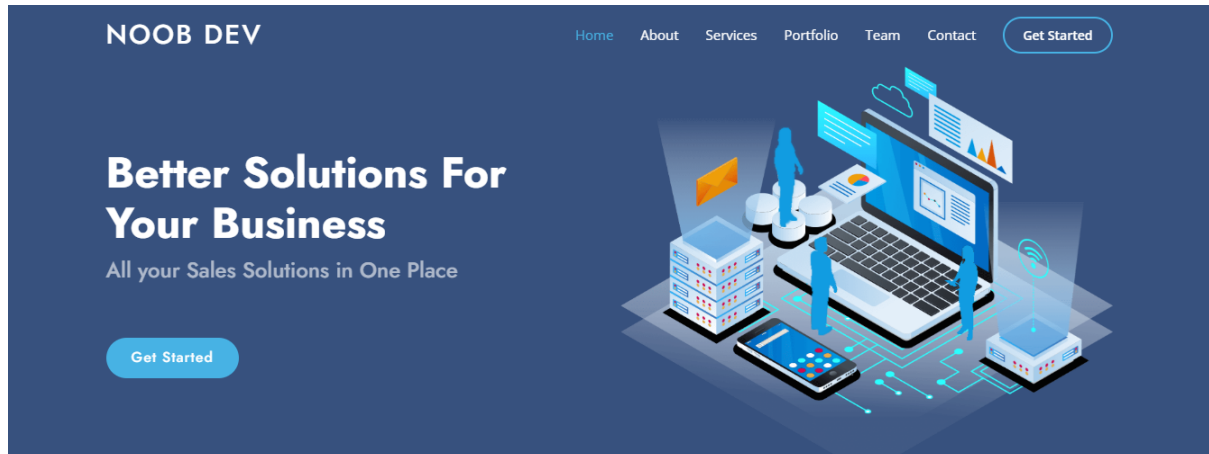 NOOB DEV
Home About Services Portfolio Team Contact Get Started
Better Solutions For
Your Business
All your Sales Solutions in One Place
Get Started